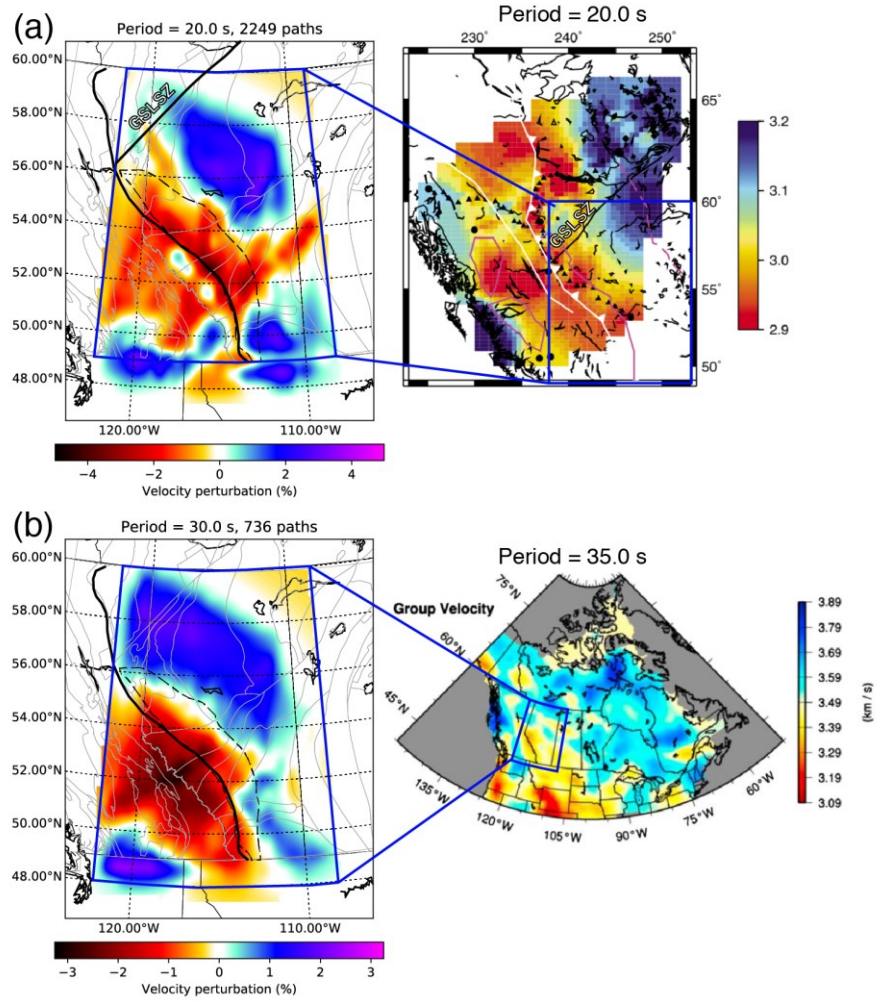 (a)
Period = 20.0 s, 2249 paths
60.00°N
58.00°N
56.00°N
54.00°N
52.00°N
50.00°N
48.00°N
GSLSZ
120.00°W
110.00°W
−4
−2
0
2
4
Velocity perturbation (%)
Period = 20.0 s
230°
240°
250°
65°
60°
55°
50°
GSLSZ
3.2
3.1
3.0
2.9
(b)
Period = 30.0 s, 736 paths
60.00°N
58.00°N
56.00°N
54.00°N
52.00°N
50.00°N
48.00°N
120.00°W
110.00°W
−3
−2
−1
0
1
2
3
Velocity perturbation (%)
Period = 35.0 s
Group Velocity
75°N
60°N
45°N
135°W
120°W
105°W
90°W
75°W
60°W
3.89
3.79
3.69
3.59
3.49
3.39
3.29
3.19
3.09
(km / s)